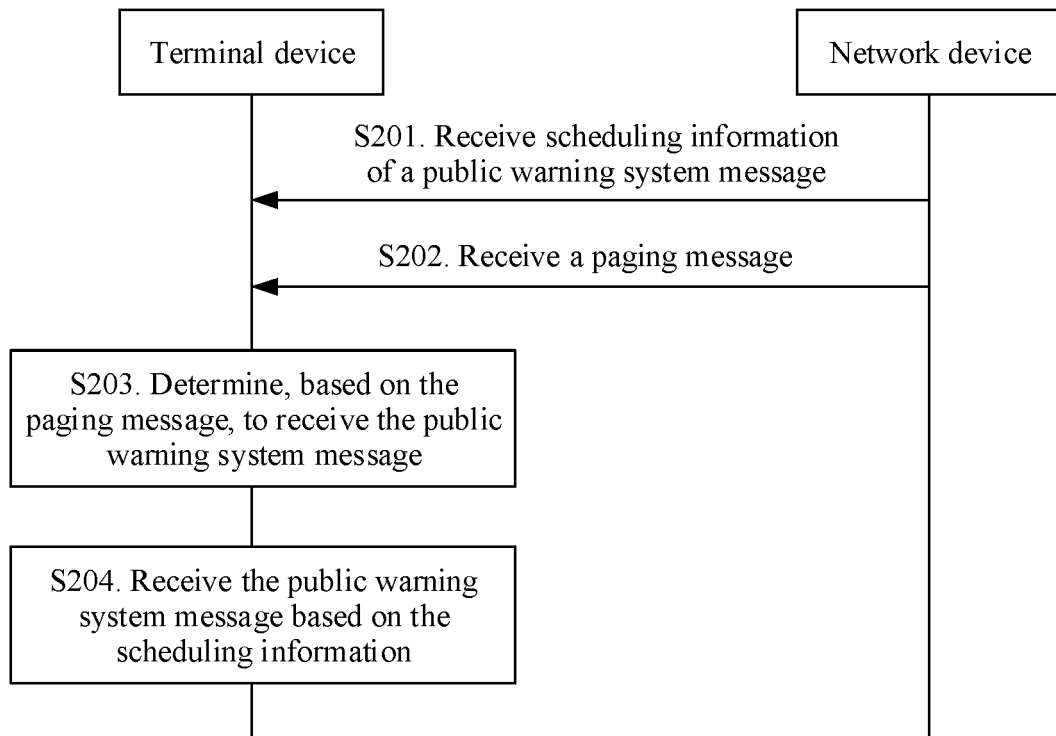 Terminal device
Network device
S201. Receive scheduling information
of a public warning system message
S202. Receive a paging message
S203. Determine, based on the
paging message, to receive the public
warning system message
S204. Receive the public warning
system message based on the
scheduling information